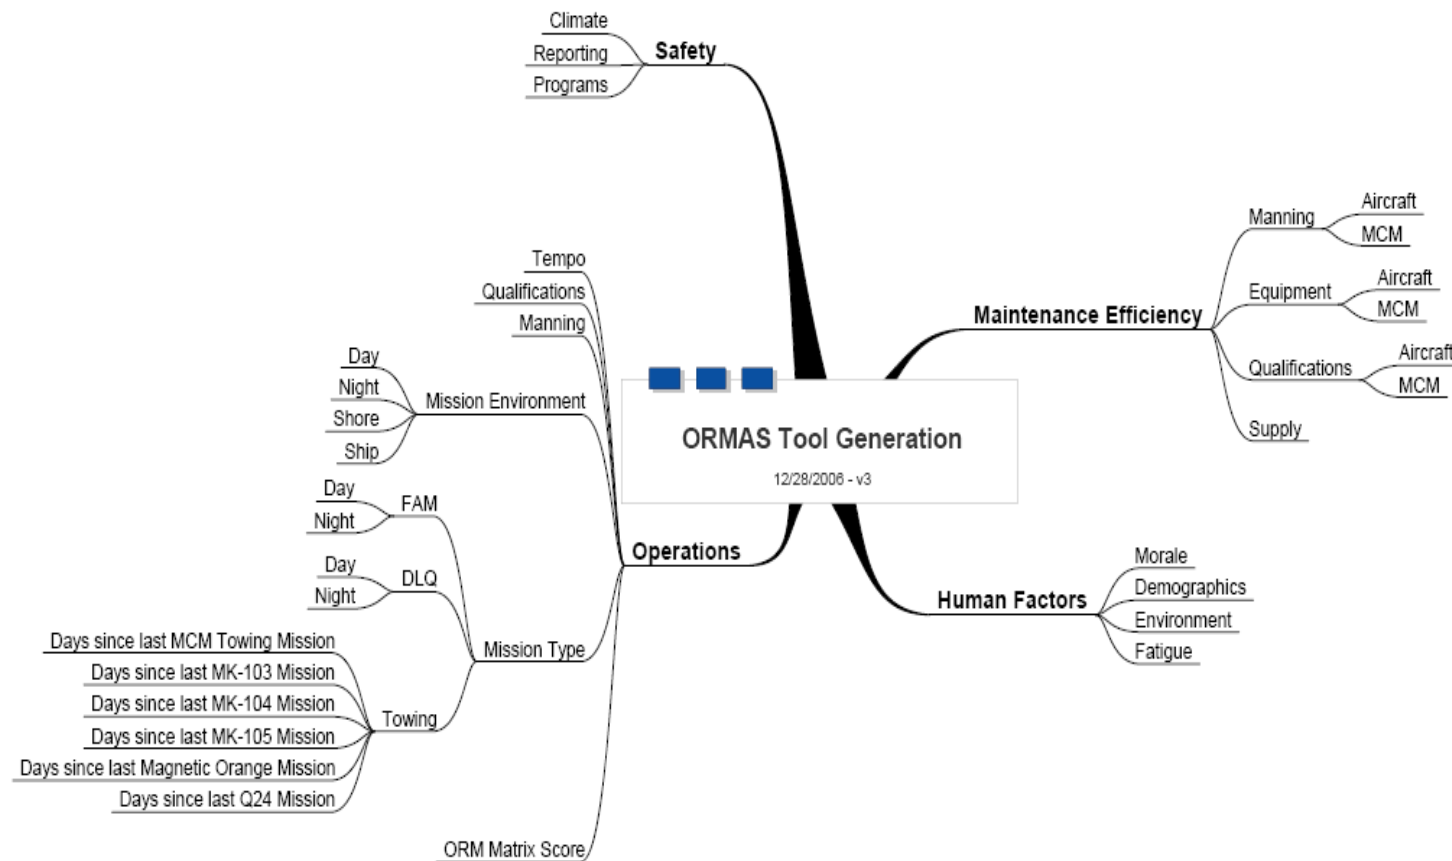 Climate
Reporting
Programs
Safety
Tempo
Qualifications
Manning
Day
Night
Shore
Ship
Mission Environment
Day
Night
FAM
Day
Night
DLQ
Days since last MCM Towing Mission
Days since last MK-103 Mission
Days since last MK-104 Mission
Days since last MK-105 Mission
Days since last Magnetic Orange Mission
Days since last Q24 Mission
Towing
Mission Type
ORM Matrix Score
Operations
ORMAS Tool Generation
12/28/2006 - v3
Maintenance Efficiency
Manning
Aircraft
MCM
Equipment
Aircraft
MCM
Qualifications
Aircraft
MCM
Supply
Human Factors
Morale
Demographics
Environment
Fatigue